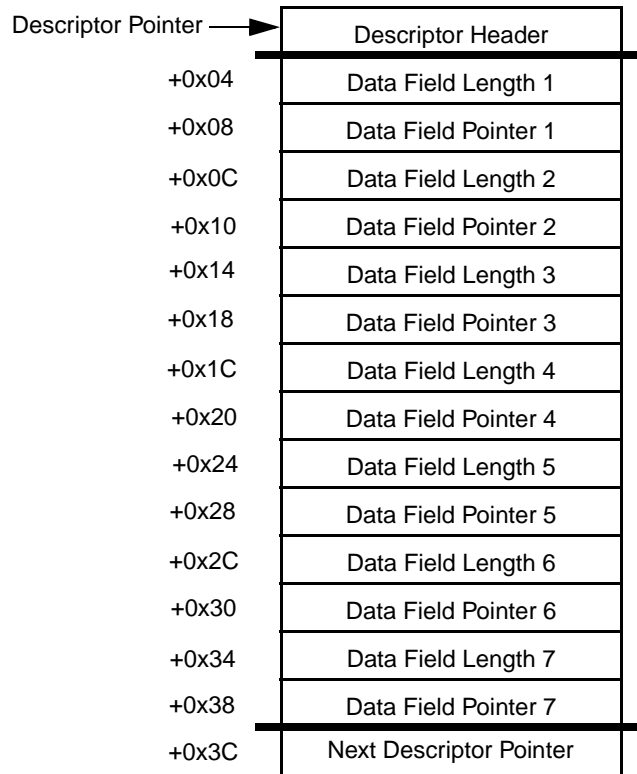 Descriptor Pointer Descriptor Header
+0x04 Data Field Length 1
+0x08 Data Field Pointer 1
+0x0C Data Field Length 2
+0x10 Data Field Pointer 2
+0x14 Data Field Length 3
+0x18 Data Field Pointer 3
+0x1C Data Field Length 4
+0x20 Data Field Pointer 4
+0x24 Data Field Length 5
+0x28 Data Field Pointer 5
+0x2C Data Field Length 6
+0x30 Data Field Pointer 6
+0x34 Data Field Length 7
+0x38 Data Field Pointer 7
+0x3C Next Descriptor Pointer